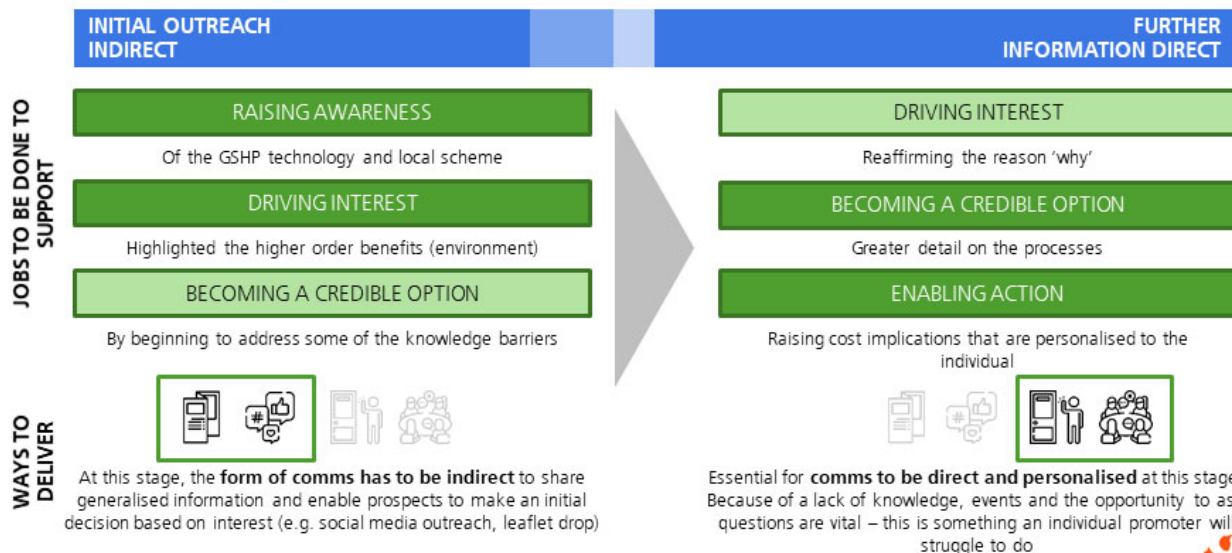 INITIAL OUTREACH
INDIRECT
FURTHER
INFORMATION DIRECT
JOBS TO BE DONE TO
SUPPORT
RAISING AWARENESS
Of the GSHP technology and local scheme
DRIVING INTEREST
Highlighted the higher order benefits (environment)
BECOMING A CREDIBLE OPTION
By beginning to address some of the knowledge barriers
DRIVING INTEREST
Reaffirming the reason ‘why’
BECOMING A CREDIBLE OPTION
Greater detail on the processes
ENABLING ACTION
Raising cost implications that are personalised to the
individual
WAYS TO
DELIVER
#
At this stage, the form of comms has to be indirect to share
generalised information and enable prospects to make an initial
decision based on interest (e.g. social media outreach, leaflet drop)
#
Essential for comms to be direct and personalised at this stage
Because of a lack of knowledge, events and the opportunity to as
questions are vital – this is something an individual promoter wil
struggle to do